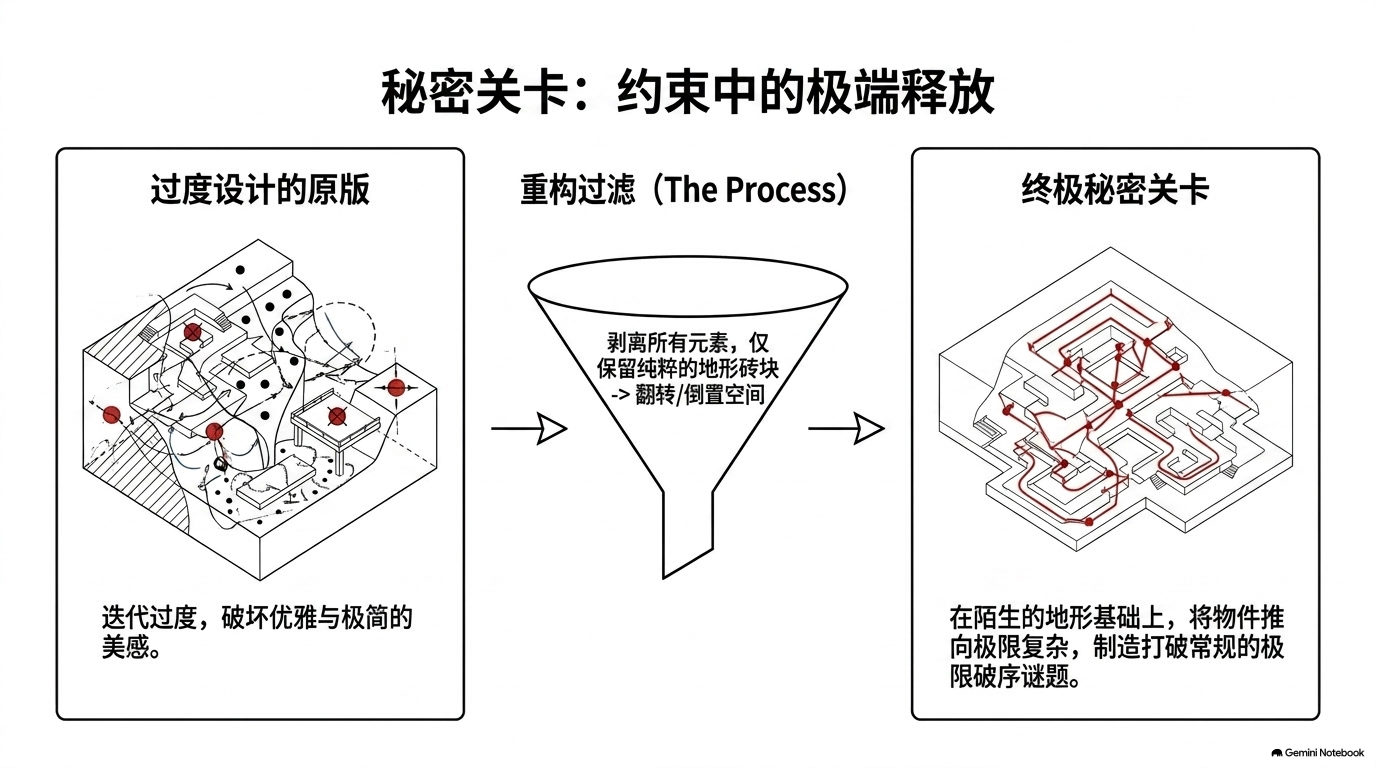 秘密关卡：约束中的极端释放
过度设计的原版
迭代过度，破坏优雅与极简的
美感。
重构过滤（The Process）
剥离所有元素，仅
保留纯粹的地形砖块
-> 翻转/倒置空间
终极秘密关卡
在陌生的地形基础上，将物件推
向极限复杂，制造打破常规的极
限破序谜题。
Gemini Notebook